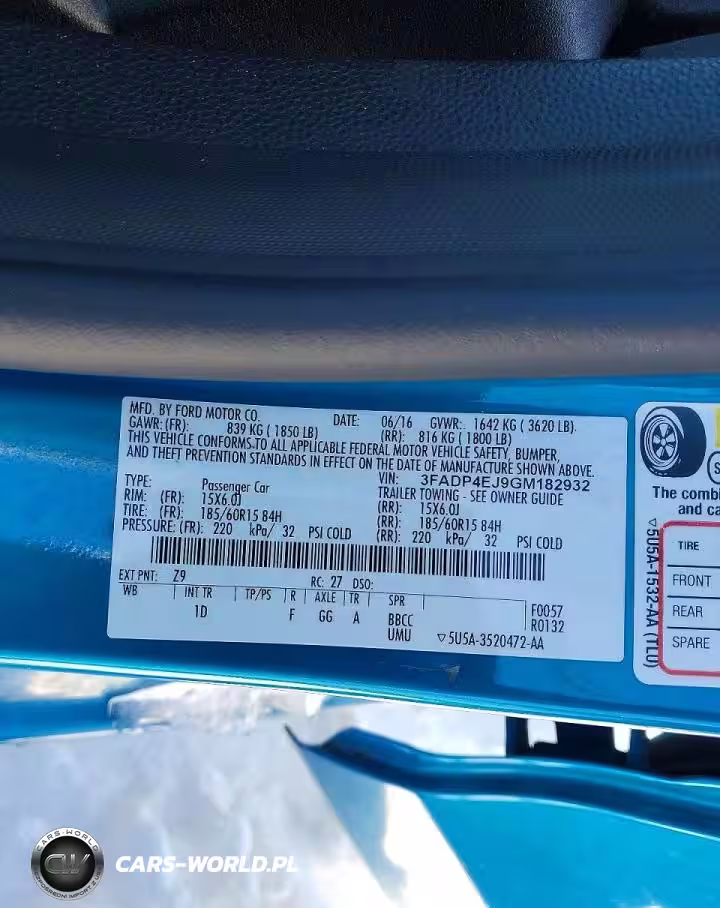 MFD. BY FORD MOTOR CO.
DATE: 06/16 GVWR: 1642 KG ( 3620 LB).
GAWR: (FR): 839 KG ( 1850 LB) (RR): 816 KG ( 1800 LB)
THIS VEHICLE CONFORMS TO ALL APPLICABLE FEDERAL MOTOR VEHICLE SAFETY, BUMPER,
AND THEFT PREVENTION STANDARDS IN EFFECT ON THE DATE OF MANUFACTURE SHOWN ABOVE.
VIN: 3FADP4EJ9GM182932
TYPE: Passenger Car TRAILER TOWING - SEE OWNER GUIDE
RIM: (FR): 15X6.0J (RR): 15X6.0J
TIRE: (FR): 185/60R15 84H (RR): 185/60R15 84H
PRESSURE: (FR): 220 kPa/ 32 PSI COLD (RR): 220 kPa/ 32 PSI COLD
EXT PNT: Z9 RC: 27 DSO:
WB INT TR TP/PS R AXLE TR SPR
1D F GG A BBCC F0057
UMU R0132
▽5U5A-3520472-AA
The combi
and ca
TIRE
FRONT
REAR
SPARE
▽5U5A-1532-AA (TL0)
CARS-WORLD
CW
CARS-WORLD.PL